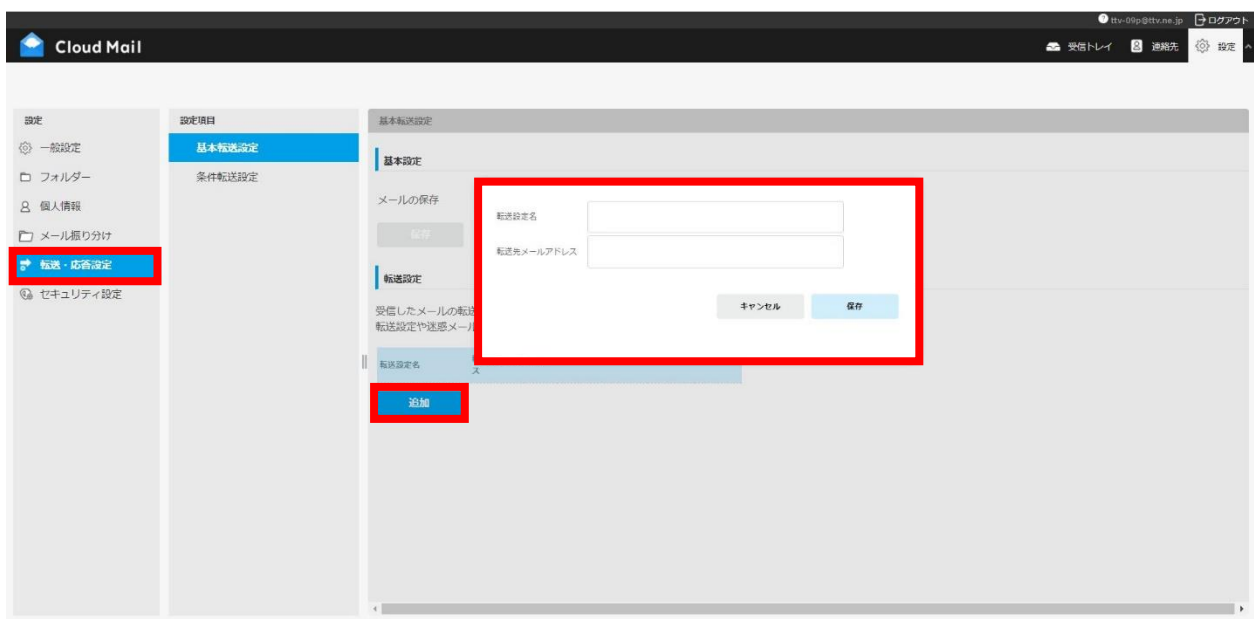 ttv-09p@ttv.ne.jp ログアウト
Cloud Mail
受信トレイ 連絡先 設定
設定
一般設定
フォルダー
個人情報
メール振り分け
転送・応答設定
セキュリティ設定
設定項目
基本転送設定
条件転送設定
基本転送設定
基本設定
メールの保存
保存
転送設定
受信したメールの転送
転送設定や迷惑メール
転送設定名
ス
追加
転送設定名
転送先メールアドレス
キャンセル 保存